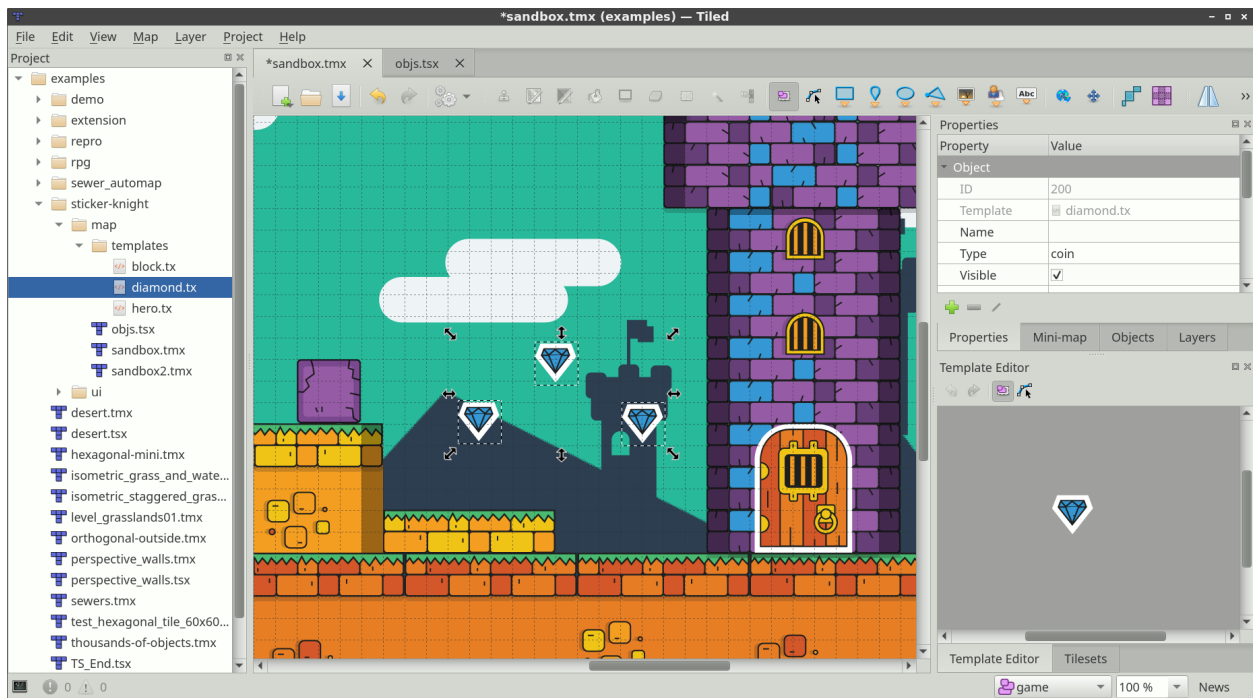 *sandbox.tmx (examples) — Tiled
File Edit View Map Layer Project Help
Project
examples
demo
extension
repro
rpg
sewer_automap
sticker-knight
map
templates
block.tx
diamond.tx
hero.tx
objs.tsx
sandbox.tmx
sandbox2.tmx
ui
desert.tmx
desert.tsx
hexagonal-mini.tmx
isometric_grass_and_wate...
isometric_staggered_gras...
level_grasslands01.tmx
orthogonal-outside.tmx
perspective_walls.tmx
perspective_walls.tsx
sewers.tmx
test_hexagonal_tile_60x60...
thousands-of-objects.tmx
TS_End.tsx
0 0
*sandbox.tmx objs.tsx
Abc
Properties
Property Value
Object
ID 200
Template diamond.tx
Name
Type coin
Visible
Properties Mini-map Objects Layers
Template Editor
Template Editor Tilesets
game 100 % News